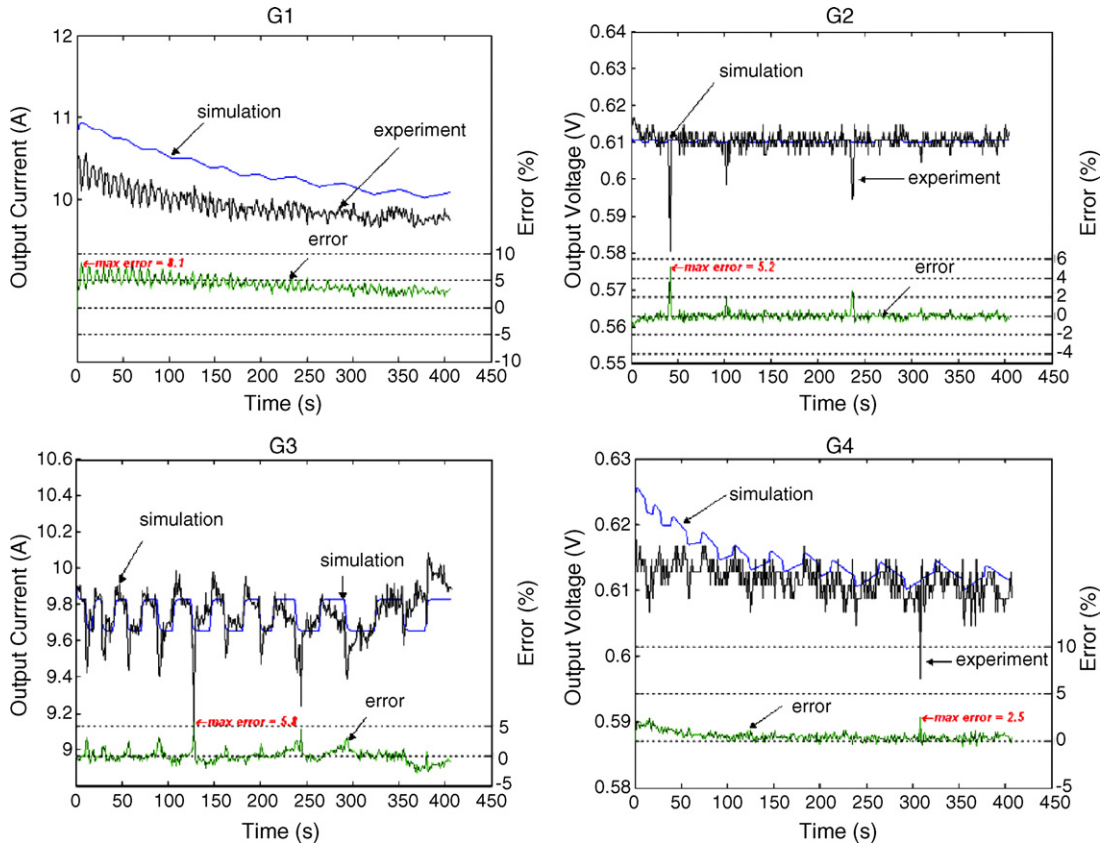 G1
Output Currrent (A)
12
11
10
simulation
experiment
error
max error = 8.1
Error (%)
10
5
0
-5
-10
0 50 100 150 200 250 300 350 400 450
Time (s)
G2
Output Voltage (V)
0.64
0.63
0.62
0.61
0.6
0.59
0.58
0.57
0.56
0.55
simulation
experiment
error
max error = 5.2
Error (%)
6
4
2
0
-2
-4
0 50 100 150 200 250 300 350 400 450
Time (s)
G3
Output Currrent (A)
10.6
10.4
10.2
10
9.8
9.6
9.4
9.2
9
simulation
simulation
error
max error = 5.8
Error (%)
5
0
-5
0 50 100 150 200 250 300 350 400 450
Time (s)
G4
Output Voltage (V)
0.63
0.62
0.61
0.6
0.59
0.58
simulation
experiment
error
max error = 2.5
Error (%)
10
5
0
-5
0 50 100 150 200 250 300 350 400 450
Time (s)